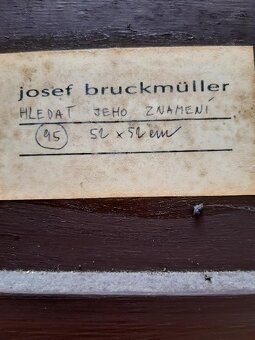 josef bruckmüller
HLEDAT JEHO ZNAMENÍ
95 52 x 52 cm